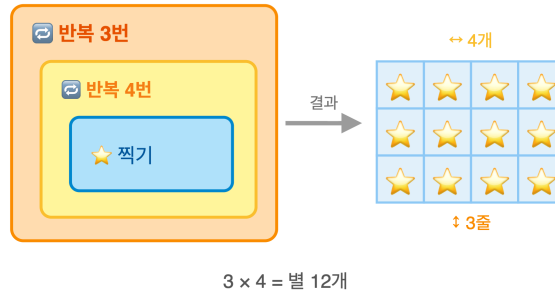 🔁 반복 3번
🔁 반복 4번
⭐ 찍기
결과
↔ 4개
↕ 3줄
3 × 4 = 별 12개